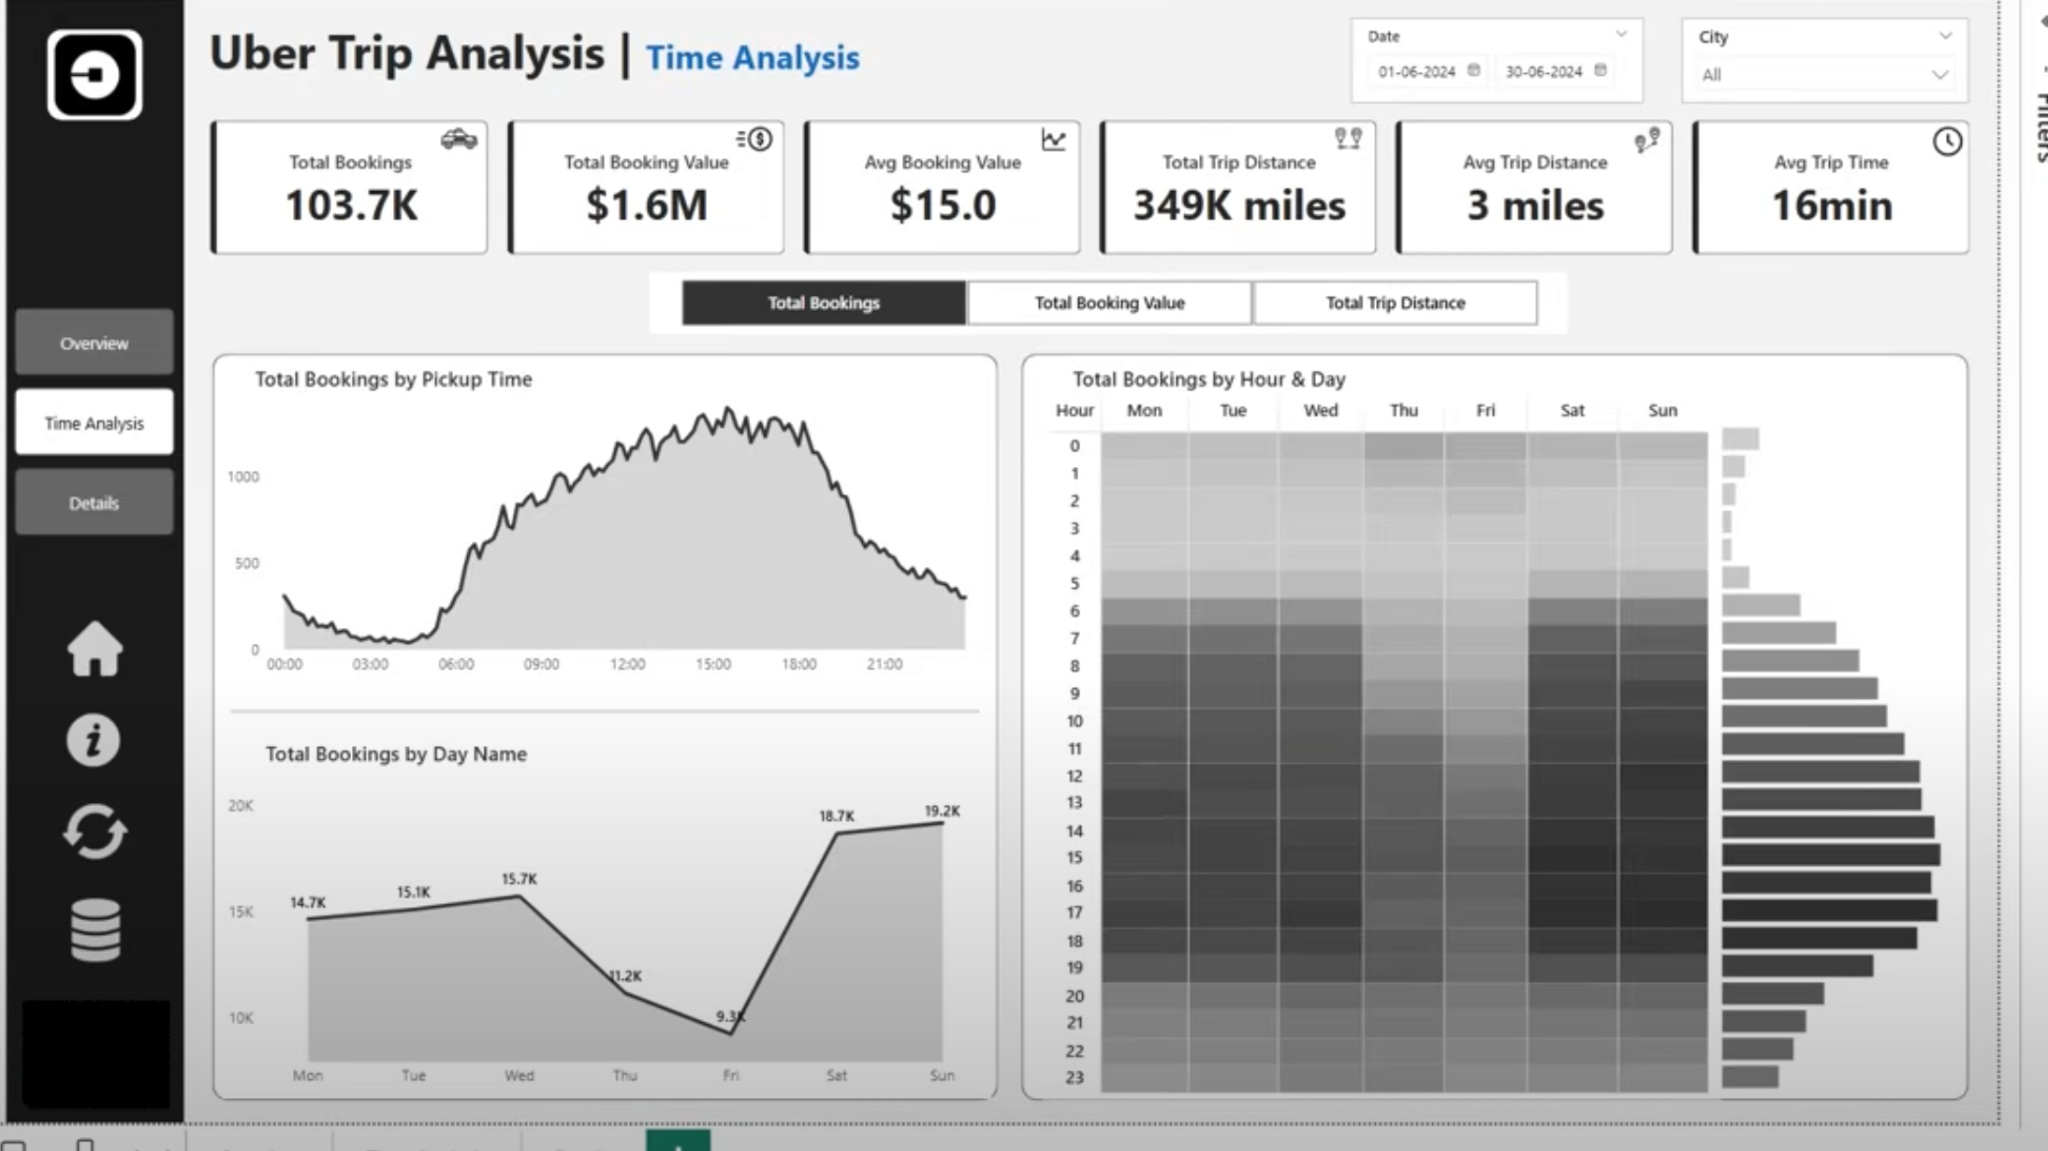 Uber Trip Analysis | Time Analysis
Date
01-06-2024 30-06-2024
City
All
Filters
Total Bookings
103.7K
Total Booking Value
$1.6M
Avg Booking Value
$15.0
Total Trip Distance
349K miles
Avg Trip Distance
3 miles
Avg Trip Time
16min
Total Bookings Total Booking Value Total Trip Distance
Overview
Time Analysis
Details
Total Bookings by Pickup Time
1000
500
0
00:00 03:00 06:00 09:00 12:00 15:00 18:00 21:00
Total Bookings by Day Name
20K
15K
10K
14.7K 15.1K 15.7K 11.2K 9.3K 18.7K 19.2K
Mon Tue Wed Thu Fri Sat Sun
Total Bookings by Hour & Day
Hour Mon Tue Wed Thu Fri Sat Sun
0
1
2
3
4
5
6
7
8
9
10
11
12
13
14
15
16
17
18
19
20
21
22
23